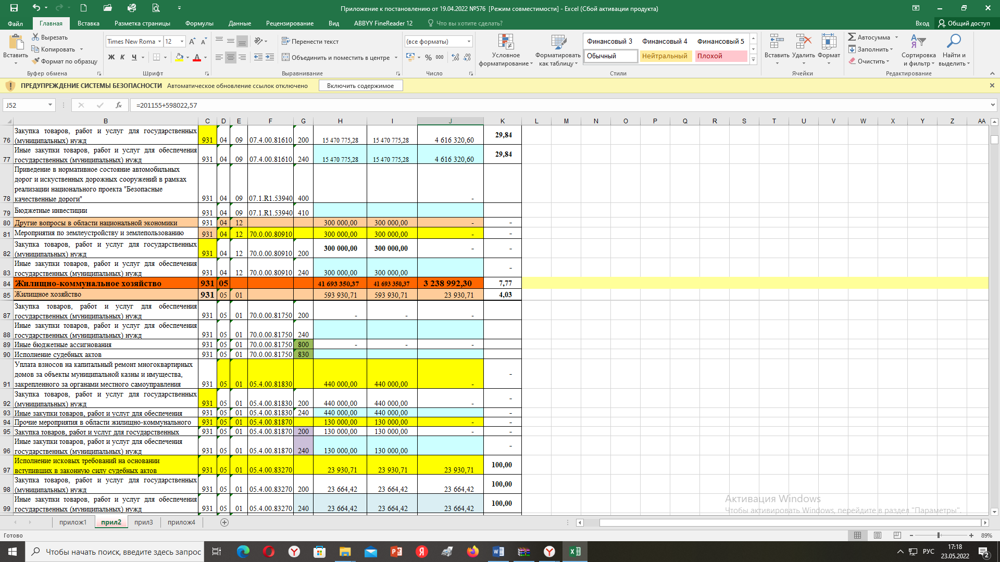 Приложение к постановлению от 19.04.2022 №576 [Режим совместимости] - Excel (Сбой активации продукта)
Файл Главная Вставка Разметка страницы Формулы Данные Рецензирование Вид ABBYY FineReader 12 Что вы хотите сделать? Вход Общий доступ
Вставить
Вырезать
Копировать
Формат по образцу
Буфер обмена
Times New Roma 12
Ж К Ч
Шрифт
Перенести текст
Объединить и поместить в центре
Выравнивание
(все форматы)
% 000
Число
Условное форматирование
Форматировать как таблицу
Финансовый 3 Финансовый 4 Финансовый 5
Обычный Нейтральный Плохой
Стили
Вставить Удалить Формат
Ячейки
Автосумма
Заполнить
Очистить
Сортировка и фильтр
Найти и выделить
Редактирование
ПРЕДУПРЕЖДЕНИЕ СИСТЕМЫ БЕЗОПАСНОСТИ Автоматическое обновление ссылок отключено Включить содержимое
J52 fx =201155+598022,57
B C D E F G H I J K L M N O P Q R S T U V W X Y Z AA
76 Закупка товаров, работ и услуг для государственных (муниципальных) нужд 931 04 09 07.4.00.81610 200 15 470 775,28 15 470 775,28 4 616 320,60 29,84
77 Иные закупки товаров, работ и услуг для обеспечения государственных (муниципальных) нужд 931 04 09 07.4.00.81610 240 15 470 775,28 15 470 775,28 4 616 320,60 29,84
78 Приведение в нормативное состояние автомобильных дорог и искуственных дорожных сооружений в рамках реализации национального проекта "Безопасные качественные дороги" 931 04 09 07.1.R1.53940 400 -
79 Бюджетные инвестиции 931 04 09 07.1.R1.53940 410
80 Другие вопросы в области национальной экономики 931 04 12 300 000,00 300 000,00 - -
81 Мероприятия по землеустройству и землепользованию 931 04 12 70.0.00.80910 300 000,00 300 000,00 - -
82 Закупка товаров, работ и услуг для государственных (муниципальных) нужд 931 04 12 70.0.00.80910 200 300 000,00 300 000,00 - -
83 Иные закупки товаров, работ и услуг для обеспечения государственных (муниципальных) нужд 931 04 12 70.0.00.80910 240 300 000,00 300 000,00 -
84 Жилищно-коммунальное хозяйство 931 05 41 693 350,37 41 693 350,37 3 238 992,30 7,77
85 Жилищное хозяйство 931 05 01 593 930,71 593 930,71 23 930,71 4,03
87 Закупка товаров, работ и услуг для обеспечения государственных (муниципальных) нужд 931 05 01 70.0.00.81750 200 - - -
88 Иные закупки товаров, работ и услуг для обеспечения государственных (муниципальных) нужд 931 05 01 70.0.00.81750 240
89 Иные бюджетные ассигнования 931 05 01 70.0.00.81750 800 - - -
90 Исполнение судебных актов 931 05 01 70.0.00.81750 830
91 Уплата взносов на капитальный ремонт многоквартирных домов за объекты муниципальной казны и имущества, закрепленного за органами местного самоуправления 931 05 01 05.4.00.81830 440 000,00 440 000,00 - -
92 Закупка товаров, работ и услуг для государственных (муниципальных) нужд 931 05 01 05.4.00.81830 200 440 000,00 440 000,00 - -
93 Иные закупки товаров, работ и услуг для обеспечения 931 05 01 05.4.00.81830 240 440 000,00 440 000,00 -
94 Прочие мероприятия в области жилищно-коммунального 931 05 01 05.4.00.81870 130 000,00 130 000,00 - -
95 Закупка товаров, работ и услуг для государственных 931 05 01 05.4.00.81870 200 130 000,00 130 000,00 - -
96 Иные закупки товаров, работ и услуг для обеспечения государственных (муниципальных) нужд 931 05 01 05.4.00.81870 240 130 000,00 130 000,00 -
97 Исполнение исковых требований на основании вступивших в законную силу судебных актов 931 05 01 05.4.00.83270 23 930,71 23 930,71 23 930,71 100,00
98 Закупка товаров, работ и услуг для государственных (муниципальных) нужд 931 05 01 05.4.00.83270 200 23 664,42 23 664,42 23 664,42 100,00
99 Иные закупки товаров, работ и услуг для обеспечения государственных (муниципальных) нужд 931 05 01 05.4.00.83270 240 23 664,42 23 664,42 23 664,42 100,00
Активация Windows
Чтобы активировать Windows, перейдите в раздел "Параметры".
прилож1 прил2 прил3 прилож4
Готово 89%
Чтобы начать поиск, введите здесь запрос
РУС 17:18
23.05.2022
2